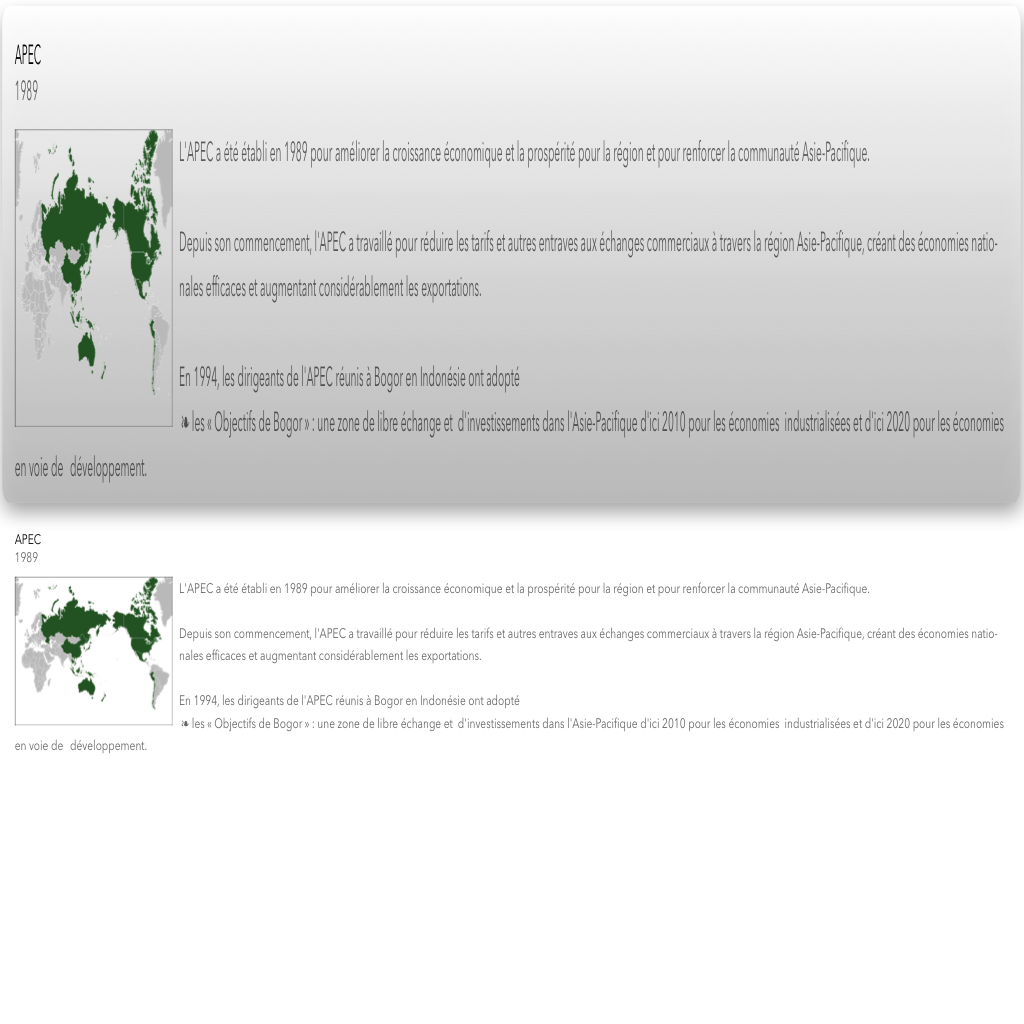 APEC
1989
L'APEC a été établi en 1989 pour améliorer la croissance économique et la prospérité pour la région et pour renforcer la communauté Asie-Pacifique.
Depuis son commencement, l'APEC a travaillé pour réduire les tarifs et autres entraves aux échanges commerciaux à travers la région Asie-Pacifique, créant des économies natio-
nales efficaces et augmentant considérablement les exportations.
En 1994, les dirigeants de l'APEC réunis à Bogor en Indonésie ont adopté
❧ les « Objectifs de Bogor » : une zone de libre échange et d'investissements dans l'Asie-Pacifique d'ici 2010 pour les économies industrialisées et d'ici 2020 pour les économies
en voie de développement.
APEC
1989
L'APEC a été établi en 1989 pour améliorer la croissance économique et la prospérité pour la région et pour renforcer la communauté Asie-Pacifique.
Depuis son commencement, l'APEC a travaillé pour réduire les tarifs et autres entraves aux échanges commerciaux à travers la région Asie-Pacifique, créant des économies natio-
nales efficaces et augmentant considérablement les exportations.
En 1994, les dirigeants de l'APEC réunis à Bogor en Indonésie ont adopté
❧ les « Objectifs de Bogor » : une zone de libre échange et d'investissements dans l'Asie-Pacifique d'ici 2010 pour les économies industrialisées et d'ici 2020 pour les économies
en voie de développement.